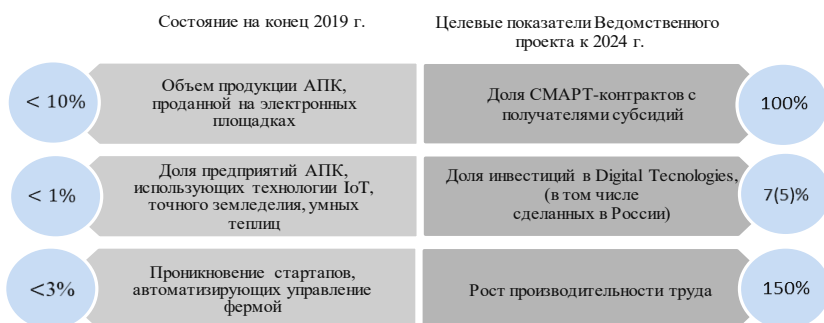 Состояние на конец 2019 г.
Целевые показатели Ведомственного
проекта к 2024 г.
< 10%
Объем продукции АПК,
проданной на электронных
площадках
Доля СМАРТ-контрактов с
получателями субсидий
100%
< 1%
Доля предприятий АПК,
использующих технологии IoT,
точного земледелия, умных
теплиц
Доля инвестиций в Digital Tecnologies,
(в том числе
сделанных в России)
7(5)%
<3%
Проникновение стартапов,
автоматизирующих управление
фермой
Рост производительности труда
150%